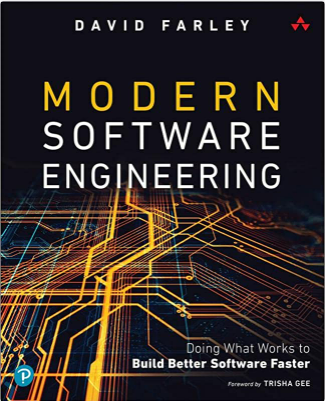 DAVID FARLEY
MODERN
SOFTWARE
ENGINEERING
Doing What Works to
Build Better Software Faster
Foreword by TRISHA GEE
P